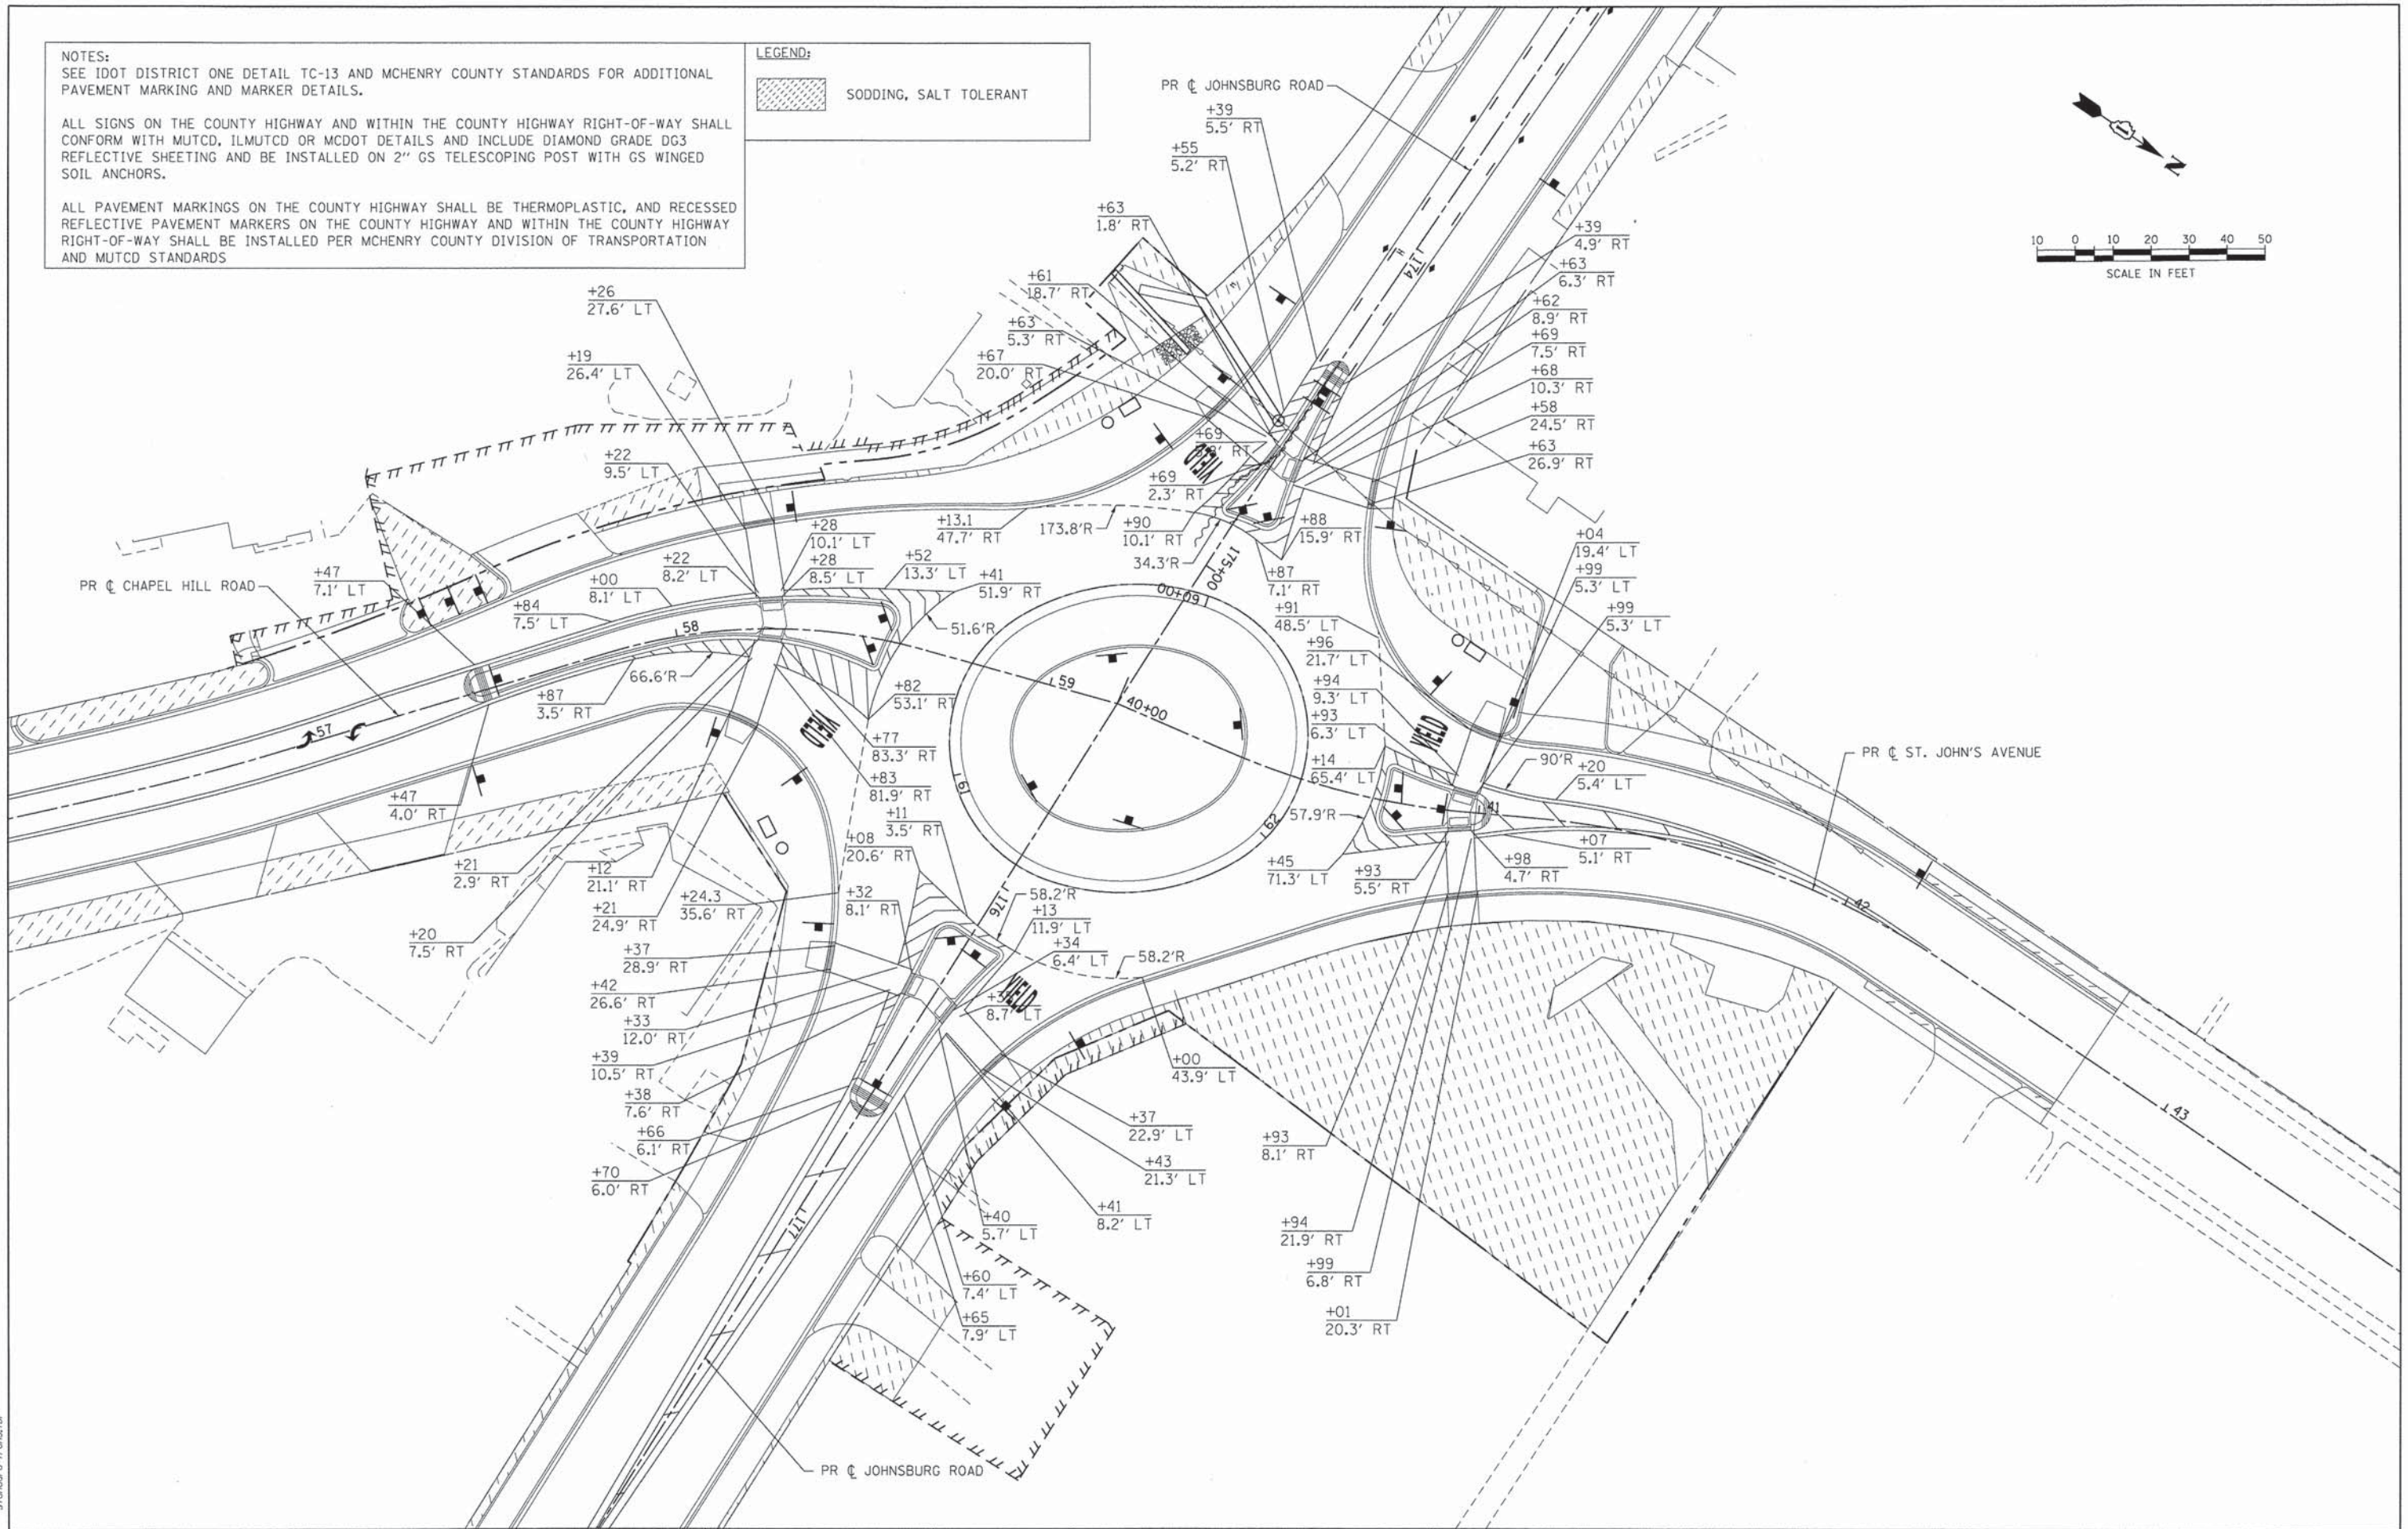 NOTES:
SEE IDOT DISTRICT ONE DETAIL TC-13 AND MCHENRY COUNTY STANDARDS FOR ADDITIONAL
PAVEMENT MARKING AND MARKER DETAILS.
ALL SIGNS ON THE COUNTY HIGHWAY AND WITHIN THE COUNTY HIGHWAY RIGHT-OF-WAY SHALL
CONFORM WITH MUTCD, ILMUTCD OR MCDOT DETAILS AND INCLUDE DIAMOND GRADE DG3
REFLECTIVE SHEETING AND BE INSTALLED ON 2" GS TELESCOPING POST WITH GS WINGED
SOIL ANCHORS.
ALL PAVEMENT MARKINGS ON THE COUNTY HIGHWAY SHALL BE THERMOPLASTIC, AND RECESSED
REFLECTIVE PAVEMENT MARKERS ON THE COUNTY HIGHWAY AND WITHIN THE COUNTY HIGHWAY
RIGHT-OF-WAY SHALL BE INSTALLED PER MCHENRY COUNTY DIVISION OF TRANSPORTATION
AND MUTCD STANDARDS
LEGEND:
SODDING, SALT TOLERANT
PR ℄ JOHNSBURG ROAD
+39
5.5' RT
+55
5.2' RT
+63
1.8' RT
+61
18.7' RT
+63
5.3' RT
+67
20.0' RT
N
10 0 10 20 30 40 50
SCALE IN FEET
174
+39
4.9' RT
+63
6.3' RT
+62
8.9' RT
+69
7.5' RT
+68
10.3' RT
+58
24.5' RT
+63
26.9' RT
+26
27.6' LT
+19
26.4' LT
+22
9.5' LT
+69
YIELD
+69
2.3' RT
+28
10.1' LT
+28
8.5' LT
+13.1
47.7' RT
173.8'R
+90
10.1' RT
34.3'R
+88
15.9' RT
+87
7.1' RT
175+00
+04
19.4' LT
+99
5.3' LT
+99
5.3' LT
PR ℄ CHAPEL HILL ROAD
+47
7.1' LT
+84
7.5' LT
+00
8.1' LT
+22
8.2' LT
+52
13.3' LT
+41
51.9' RT
51.6'R
60+00
+91
48.5' LT
+96
21.7' LT
+94
9.3' LT
+93
6.3' LT
+14
65.4' LT
YIELD
90'R
+20
5.4' LT
PR ℄ ST. JOHN'S AVENUE
58
59
40+00
57
66.6'R
+87
3.5' RT
YIELD
+82
53.1' RT
+77
83.3' RT
+83
81.9' RT
61
62
57.9'R
41
+07
5.1' RT
+98
4.7' RT
+45
71.3' LT
+93
5.5' RT
42
43
+47
4.0' RT
+21
2.9' RT
+12
21.1' RT
+21
24.9' RT
+20
7.5' RT
+24.3
35.6' RT
+08
20.6' RT
+11
3.5' RT
+32
8.1' RT
176
58.2'R
+13
11.9' LT
+34
6.4' LT
58.2'R
8.7' LT
YIELD
+37
28.9' RT
+42
26.6' RT
+33
12.0' RT
+39
10.5' RT
+38
7.6' RT
+66
6.1' RT
+70
6.0' RT
+00
43.9' LT
+37
22.9' LT
+43
21.3' LT
+41
8.2' LT
+40
5.7' LT
+60
7.4' LT
+65
7.9' LT
177
+93
8.1' RT
+94
21.9' RT
+99
6.8' RT
+01
20.3' RT
PR ℄ JOHNSBURG ROAD